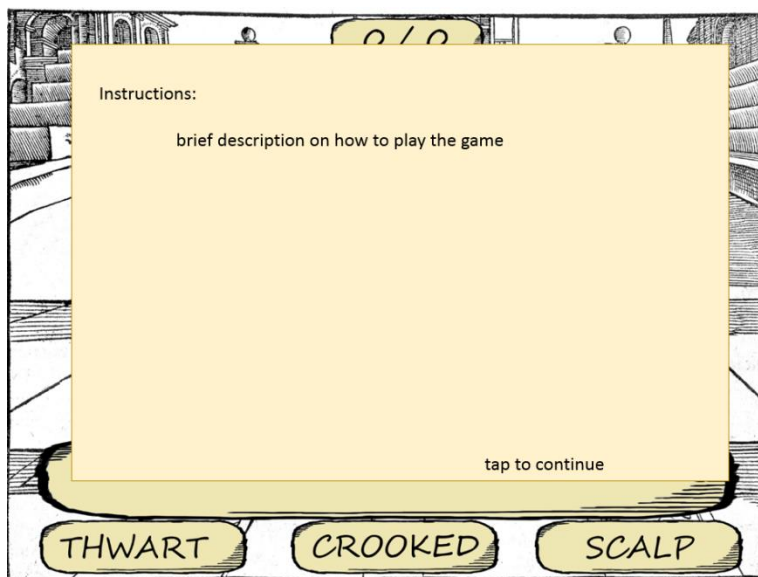 Instructions:
brief description on how to play the game
tap to continue
THWART
CROOKED
SCALP